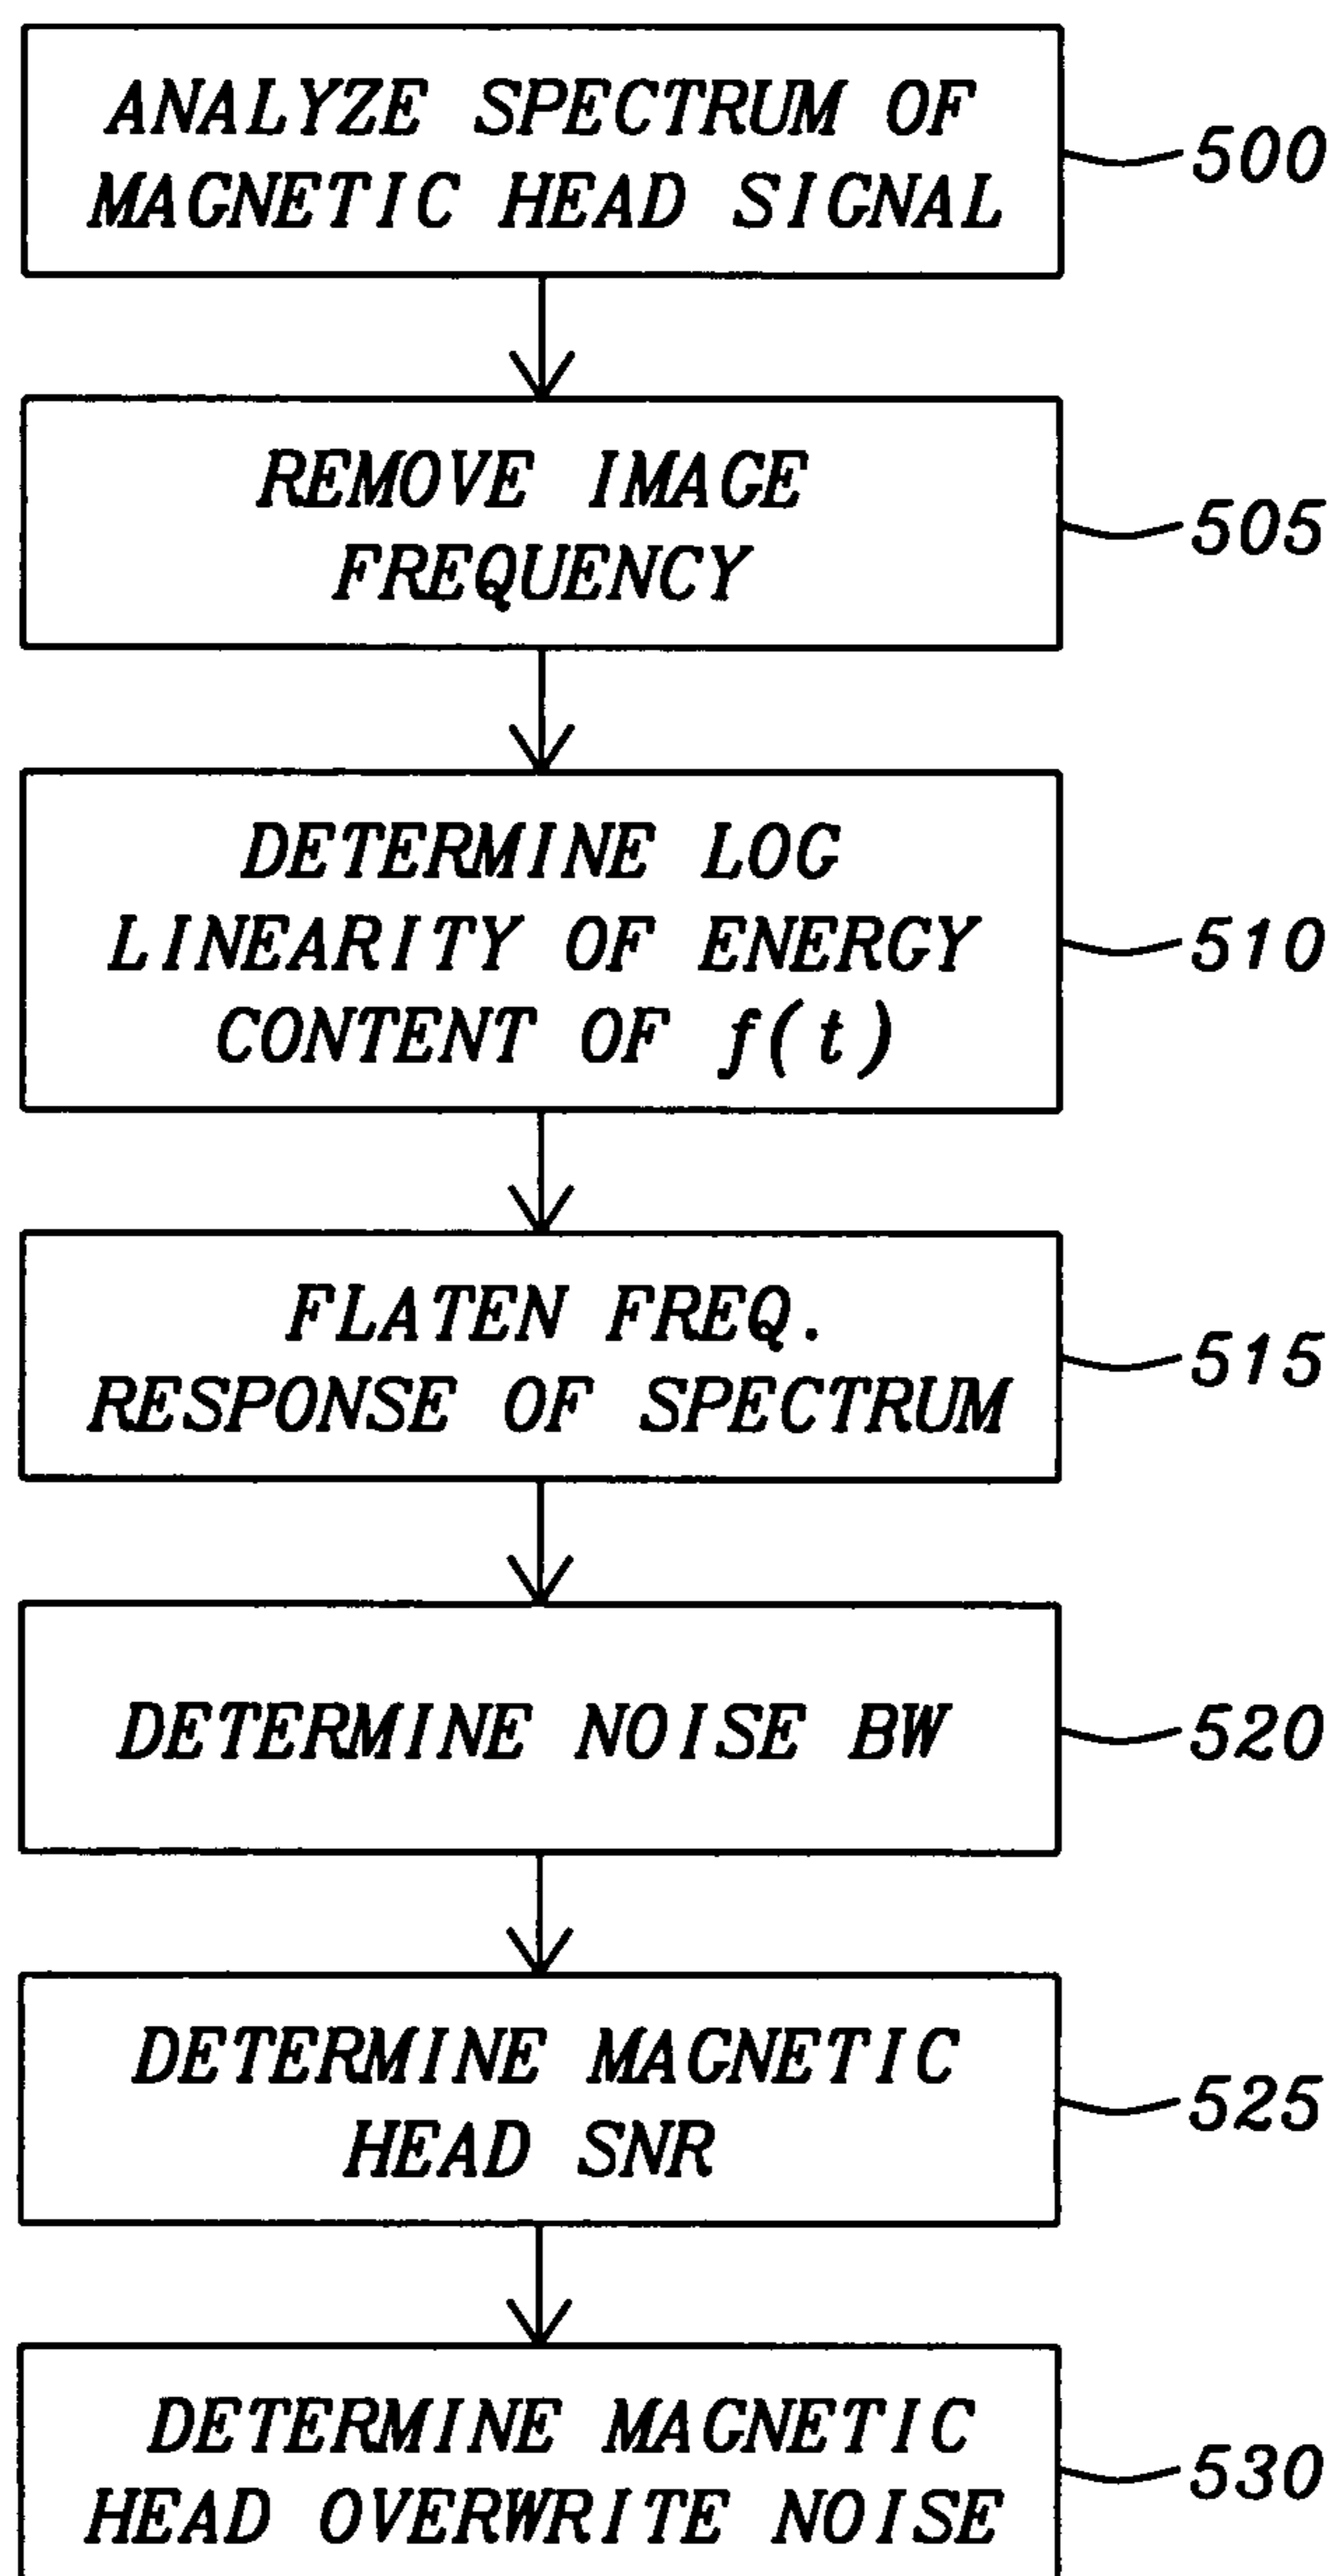 ANALYZE SPECTRUM OF
MAGNETIC HEAD SIGNAL
500
REMOVE IMAGE
FREQUENCY
505
DETERMINE LOG
LINEARITY OF ENERGY
CONTENT OF f(t)
510
FLATEN FREQ.
RESPONSE OF SPECTRUM
515
DETERMINE NOISE BW
520
DETERMINE MAGNETIC
HEAD SNR
525
DETERMINE MAGNETIC
HEAD OVERWRITE NOISE
530